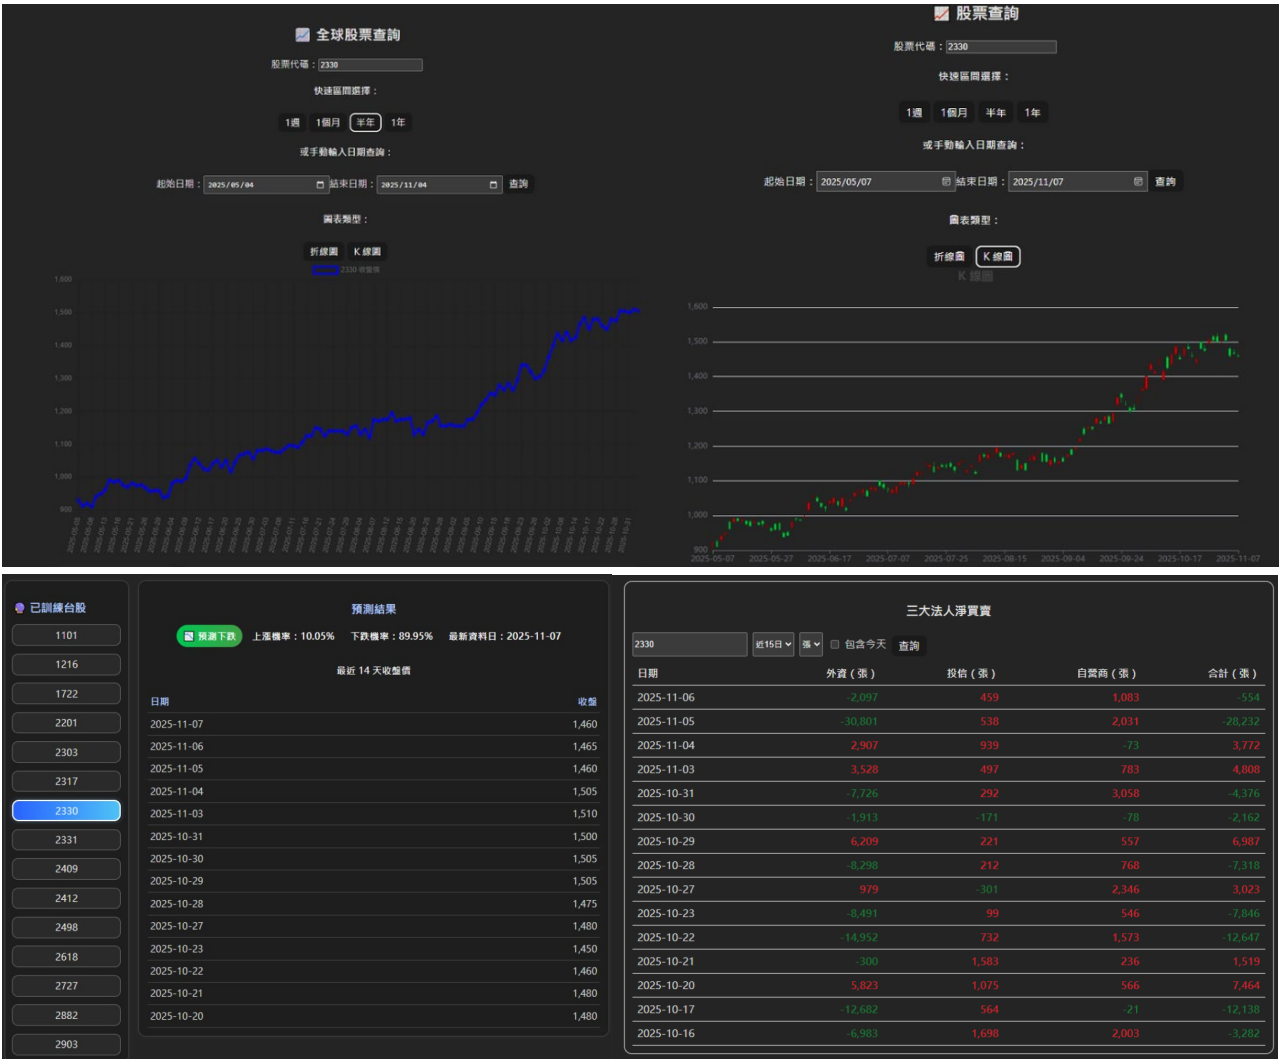 全球股票查詢
股票代碼：2330
快速區間選擇：
1週 1個月 半年 1年
或手動輸入日期查詢：
起始日期：2025/05/04 結束日期：2025/11/04 查詢
圖表類型：
折線圖 K 線圖
2330 收盤價
1,600
1,500
1,400
1,300
1,200
1,100
1,000
900
股票查詢
股票代碼：2330
快速區間選擇：
1週 1個月 半年 1年
或手動輸入日期查詢：
起始日期：2025/05/07 結束日期：2025/11/07 查詢
圖表類型：
折線圖 K 線圖
K 線圖
1,600
1,500
1,400
1,300
1,200
1,100
1,000
900
2025-05-07 2025-05-27 2025-06-17 2025-07-07 2025-07-25 2025-08-15 2025-09-04 2025-09-24 2025-10-17 2025-11-07
已訓練台股
1101
1216
1722
2201
2303
2317
2330
2331
2409
2412
2498
2618
2727
2882
2903
預測結果
預測下跌 上漲機率：10.05% 下跌機率：89.95% 最新資料日：2025-11-07
最近 14 天收盤價
日期 收盤
2025-11-07 1,460
2025-11-06 1,465
2025-11-05 1,460
2025-11-04 1,505
2025-11-03 1,510
2025-10-31 1,500
2025-10-30 1,505
2025-10-29 1,505
2025-10-28 1,475
2025-10-27 1,480
2025-10-23 1,450
2025-10-22 1,460
2025-10-21 1,480
2025-10-20 1,480
三大法人淨買賣
2330 近15日 張 包含今天 查詢
日期 外資（張） 投信（張） 自營商（張） 合計（張）
2025-11-06 -2,097 459 1,083 -554
2025-11-05 -30,801 538 2,031 -28,232
2025-11-04 2,907 939 -73 3,772
2025-11-03 3,528 497 783 4,808
2025-10-31 -7,726 292 3,058 -4,376
2025-10-30 -1,913 -171 -78 -2,162
2025-10-29 6,209 221 557 6,987
2025-10-28 -8,298 212 768 -7,318
2025-10-27 979 -301 2,346 3,023
2025-10-23 -8,491 99 546 -7,846
2025-10-22 -14,952 732 1,573 -12,647
2025-10-21 -300 1,583 236 1,519
2025-10-20 5,823 1,075 566 7,464
2025-10-17 -12,682 564 -21 -12,138
2025-10-16 -6,983 1,698 2,003 -3,282